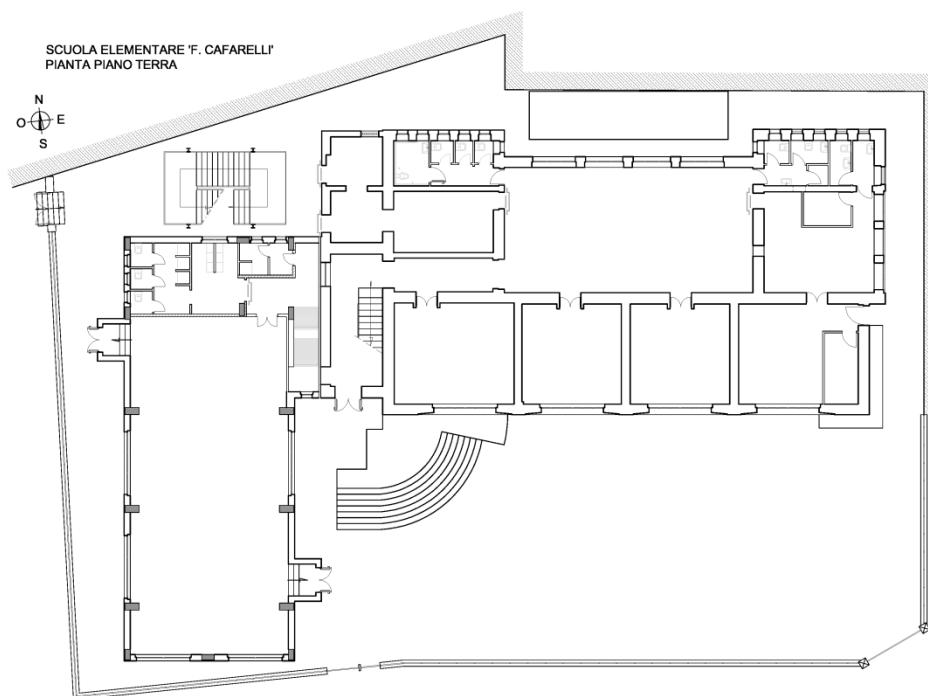 SCUOLA ELEMENTARE 'F. CAFARELLI'
PIANTA PIANO TERRA
N
O E
S